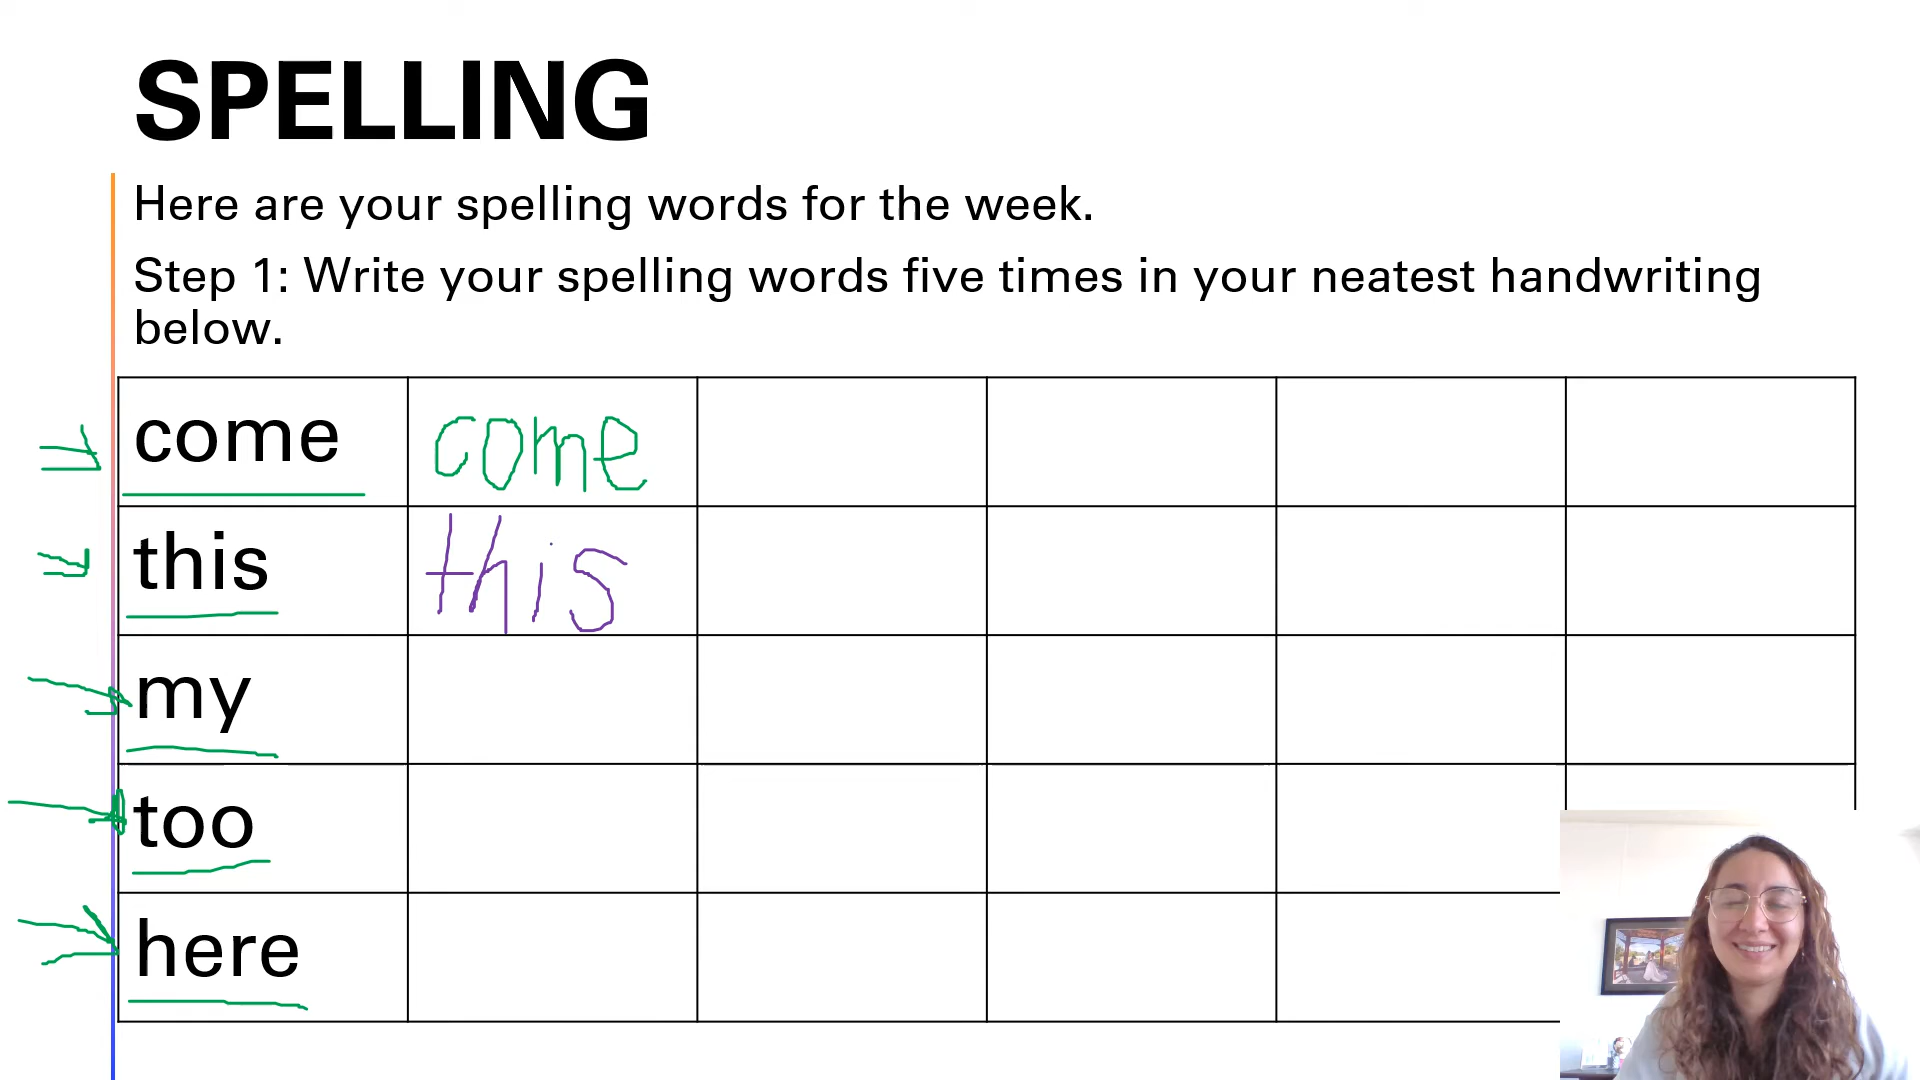 SPELLING
Here are your spelling words for the week.
Step 1: Write your spelling words five times in your neatest handwriting
below.
come come
this this
my
too
here